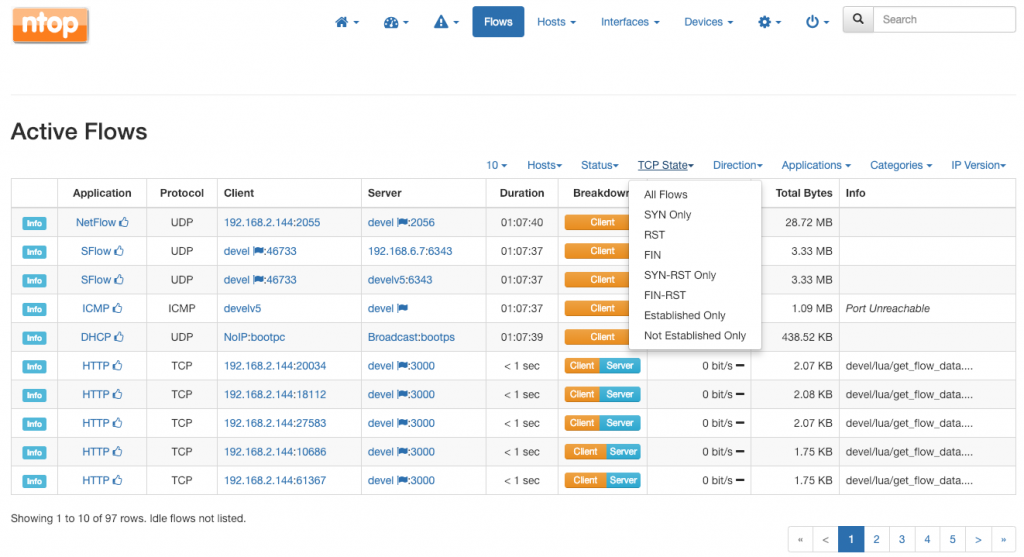 ntop
Flows Hosts Interfaces Devices Search
Active Flows
10 Hosts Status TCP State Direction Applications Categories IP Version
Application Protocol Client Server Duration Breakdown Total Bytes Info
All Flows
SYN Only
RST
FIN
SYN-RST Only
FIN-RST
Established Only
Not Established Only
Info NetFlow UDP 192.168.2.144:2055 devel :2056 01:07:40 Client 28.72 MB
Info SFlow UDP devel :46733 192.168.6.7:6343 01:07:37 Client 3.33 MB
Info SFlow UDP devel :46733 develv5:6343 01:07:37 Client 3.33 MB
Info ICMP ICMP develv5 devel 01:07:37 Client 1.09 MB Port Unreachable
Info DHCP UDP NoIP:bootpc Broadcast:bootps 01:07:39 Client 438.52 KB
Info HTTP TCP 192.168.2.144:20034 devel :3000 < 1 sec Client Server 0 bit/s 2.07 KB devel/lua/get_flow_data....
Info HTTP TCP 192.168.2.144:18112 devel :3000 < 1 sec Client Server 0 bit/s 2.08 KB devel/lua/get_flow_data....
Info HTTP TCP 192.168.2.144:27583 devel :3000 < 1 sec Client Server 0 bit/s 2.07 KB devel/lua/get_flow_data....
Info HTTP TCP 192.168.2.144:10686 devel :3000 < 1 sec Client Server 0 bit/s 1.75 KB devel/lua/get_flow_data....
Info HTTP TCP 192.168.2.144:61367 devel :3000 < 1 sec Client Server 0 bit/s 1.75 KB devel/lua/get_flow_data....
Showing 1 to 10 of 97 rows. Idle flows not listed.
« < 1 2 3 4 5 > »